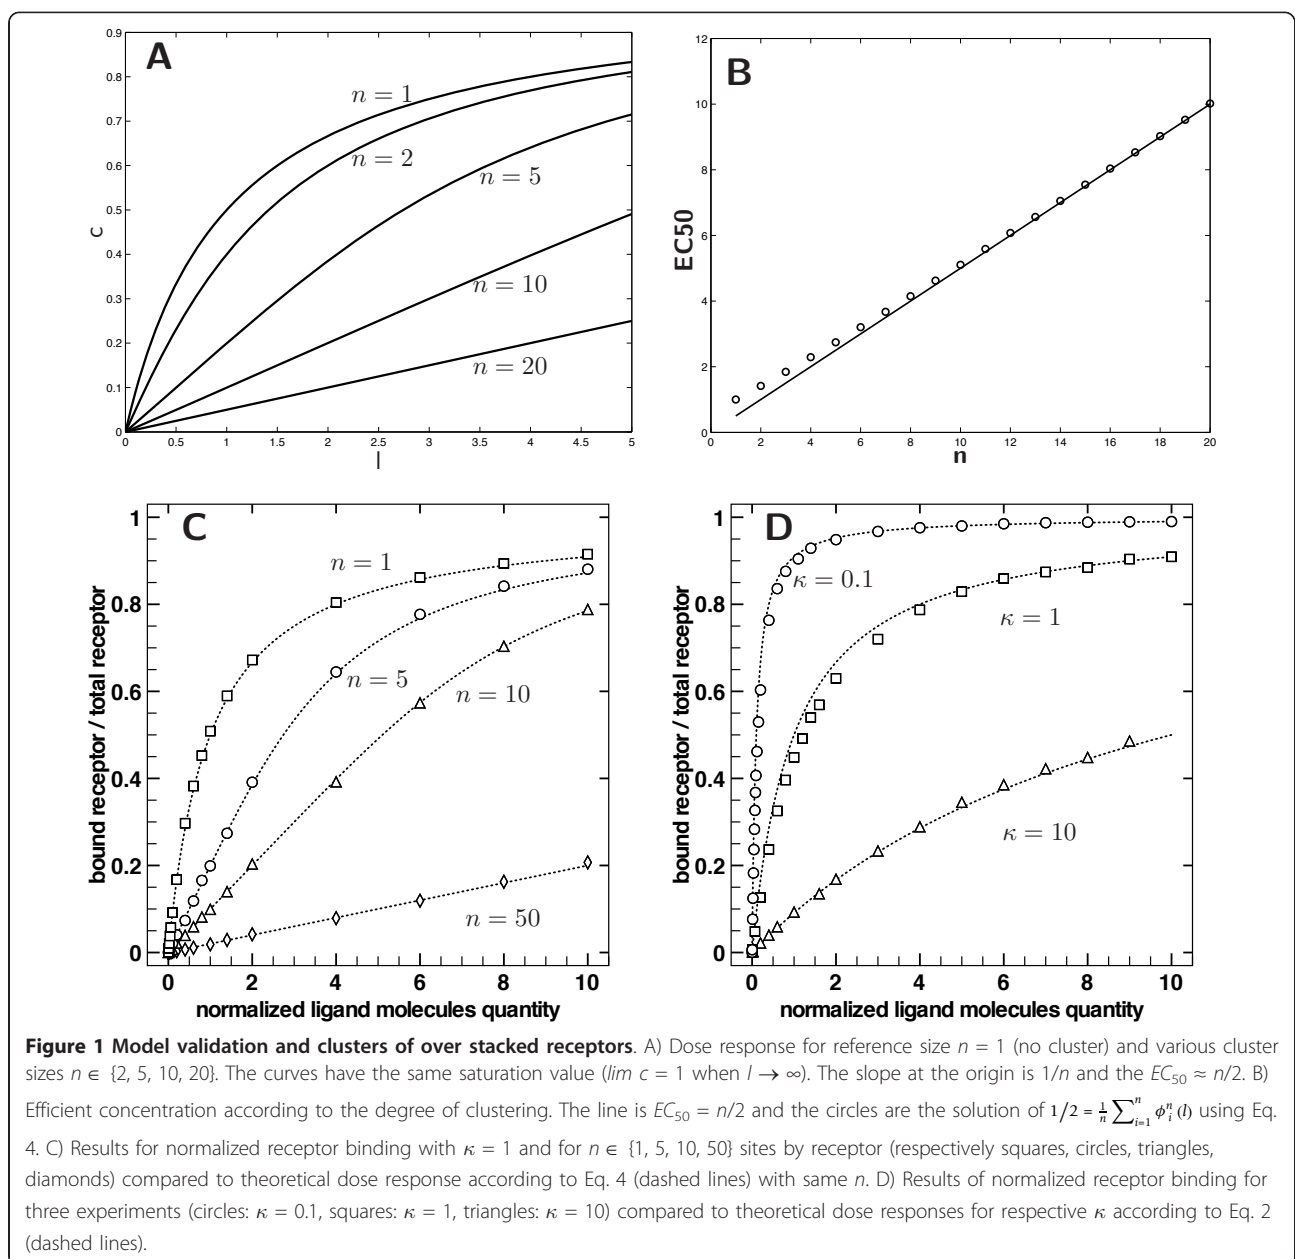 A
0.9
0.8
0.7
0.6
0.5
0.4
0.3
0.2
0.1
0
c
n = 1
n = 2
n = 5
n = 10
n = 20
0 0.5 1 1.5 2 2.5 3 3.5 4 4.5 5
l
B
12
10
8
6
4
2
0
EC50
0 2 4 6 8 10 12 14 16 18 20
n
C
1
0.8
0.6
0.4
0.2
0
bound receptor / total receptor
n = 1
n = 5
n = 10
n = 50
0 2 4 6 8 10
normalized ligand molecules quantity
D
1
0.8
0.6
0.4
0.2
0
bound receptor / total receptor
κ = 0.1
κ = 1
κ = 10
0 2 4 6 8 10
normalized ligand molecules quantity
Figure 1 Model validation and clusters of over stacked receptors. A) Dose response for reference size n = 1 (no cluster) and various cluster
sizes n ∈ {2, 5, 10, 20}. The curves have the same saturation value (lim c = 1 when l → ∞). The slope at the origin is 1/n and the EC₅₀ ≈ n/2. B)
Efficient concentration according to the degree of clustering. The line is EC₅₀ = n/2 and the circles are the solution of 1/2 = 1/n ∑ⁿᵢ₌₁ ϕⁿᵢ (l) using Eq.
4. C) Results for normalized receptor binding with κ = 1 and for n ∈ {1, 5, 10, 50} sites by receptor (respectively squares, circles, triangles,
diamonds) compared to theoretical dose response according to Eq. 4 (dashed lines) with same n. D) Results of normalized receptor binding for
three experiments (circles: κ = 0.1, squares: κ = 1, triangles: κ = 10) compared to theoretical dose responses for respective κ according to Eq. 2
(dashed lines).